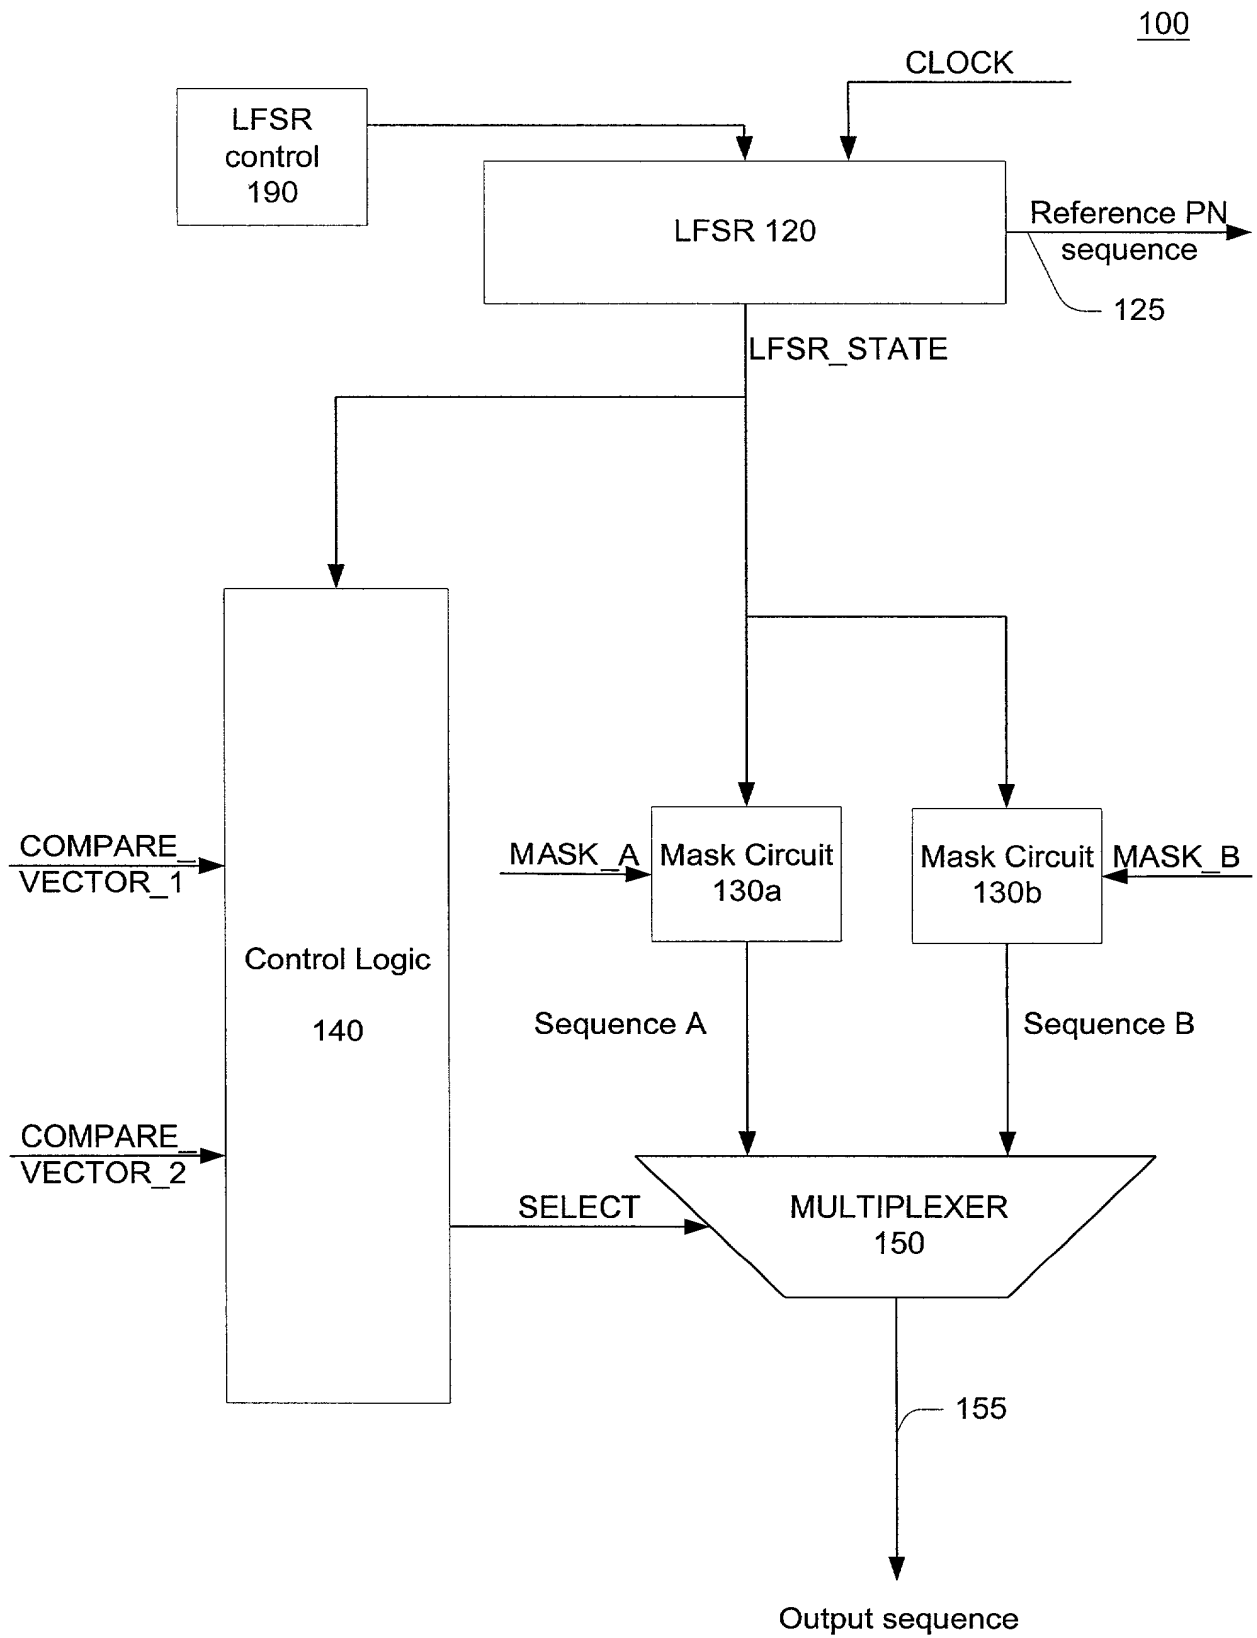 100
CLOCK
LFSR
control
190
LFSR 120
Reference PN
sequence
125
LFSR_STATE
COMPARE_
VECTOR_1
MASK_A
Mask Circuit
130a
Mask Circuit
130b
MASK_B
Control Logic
140
Sequence A
Sequence B
COMPARE_
VECTOR_2
SELECT
MULTIPLEXER
150
155
Output sequence